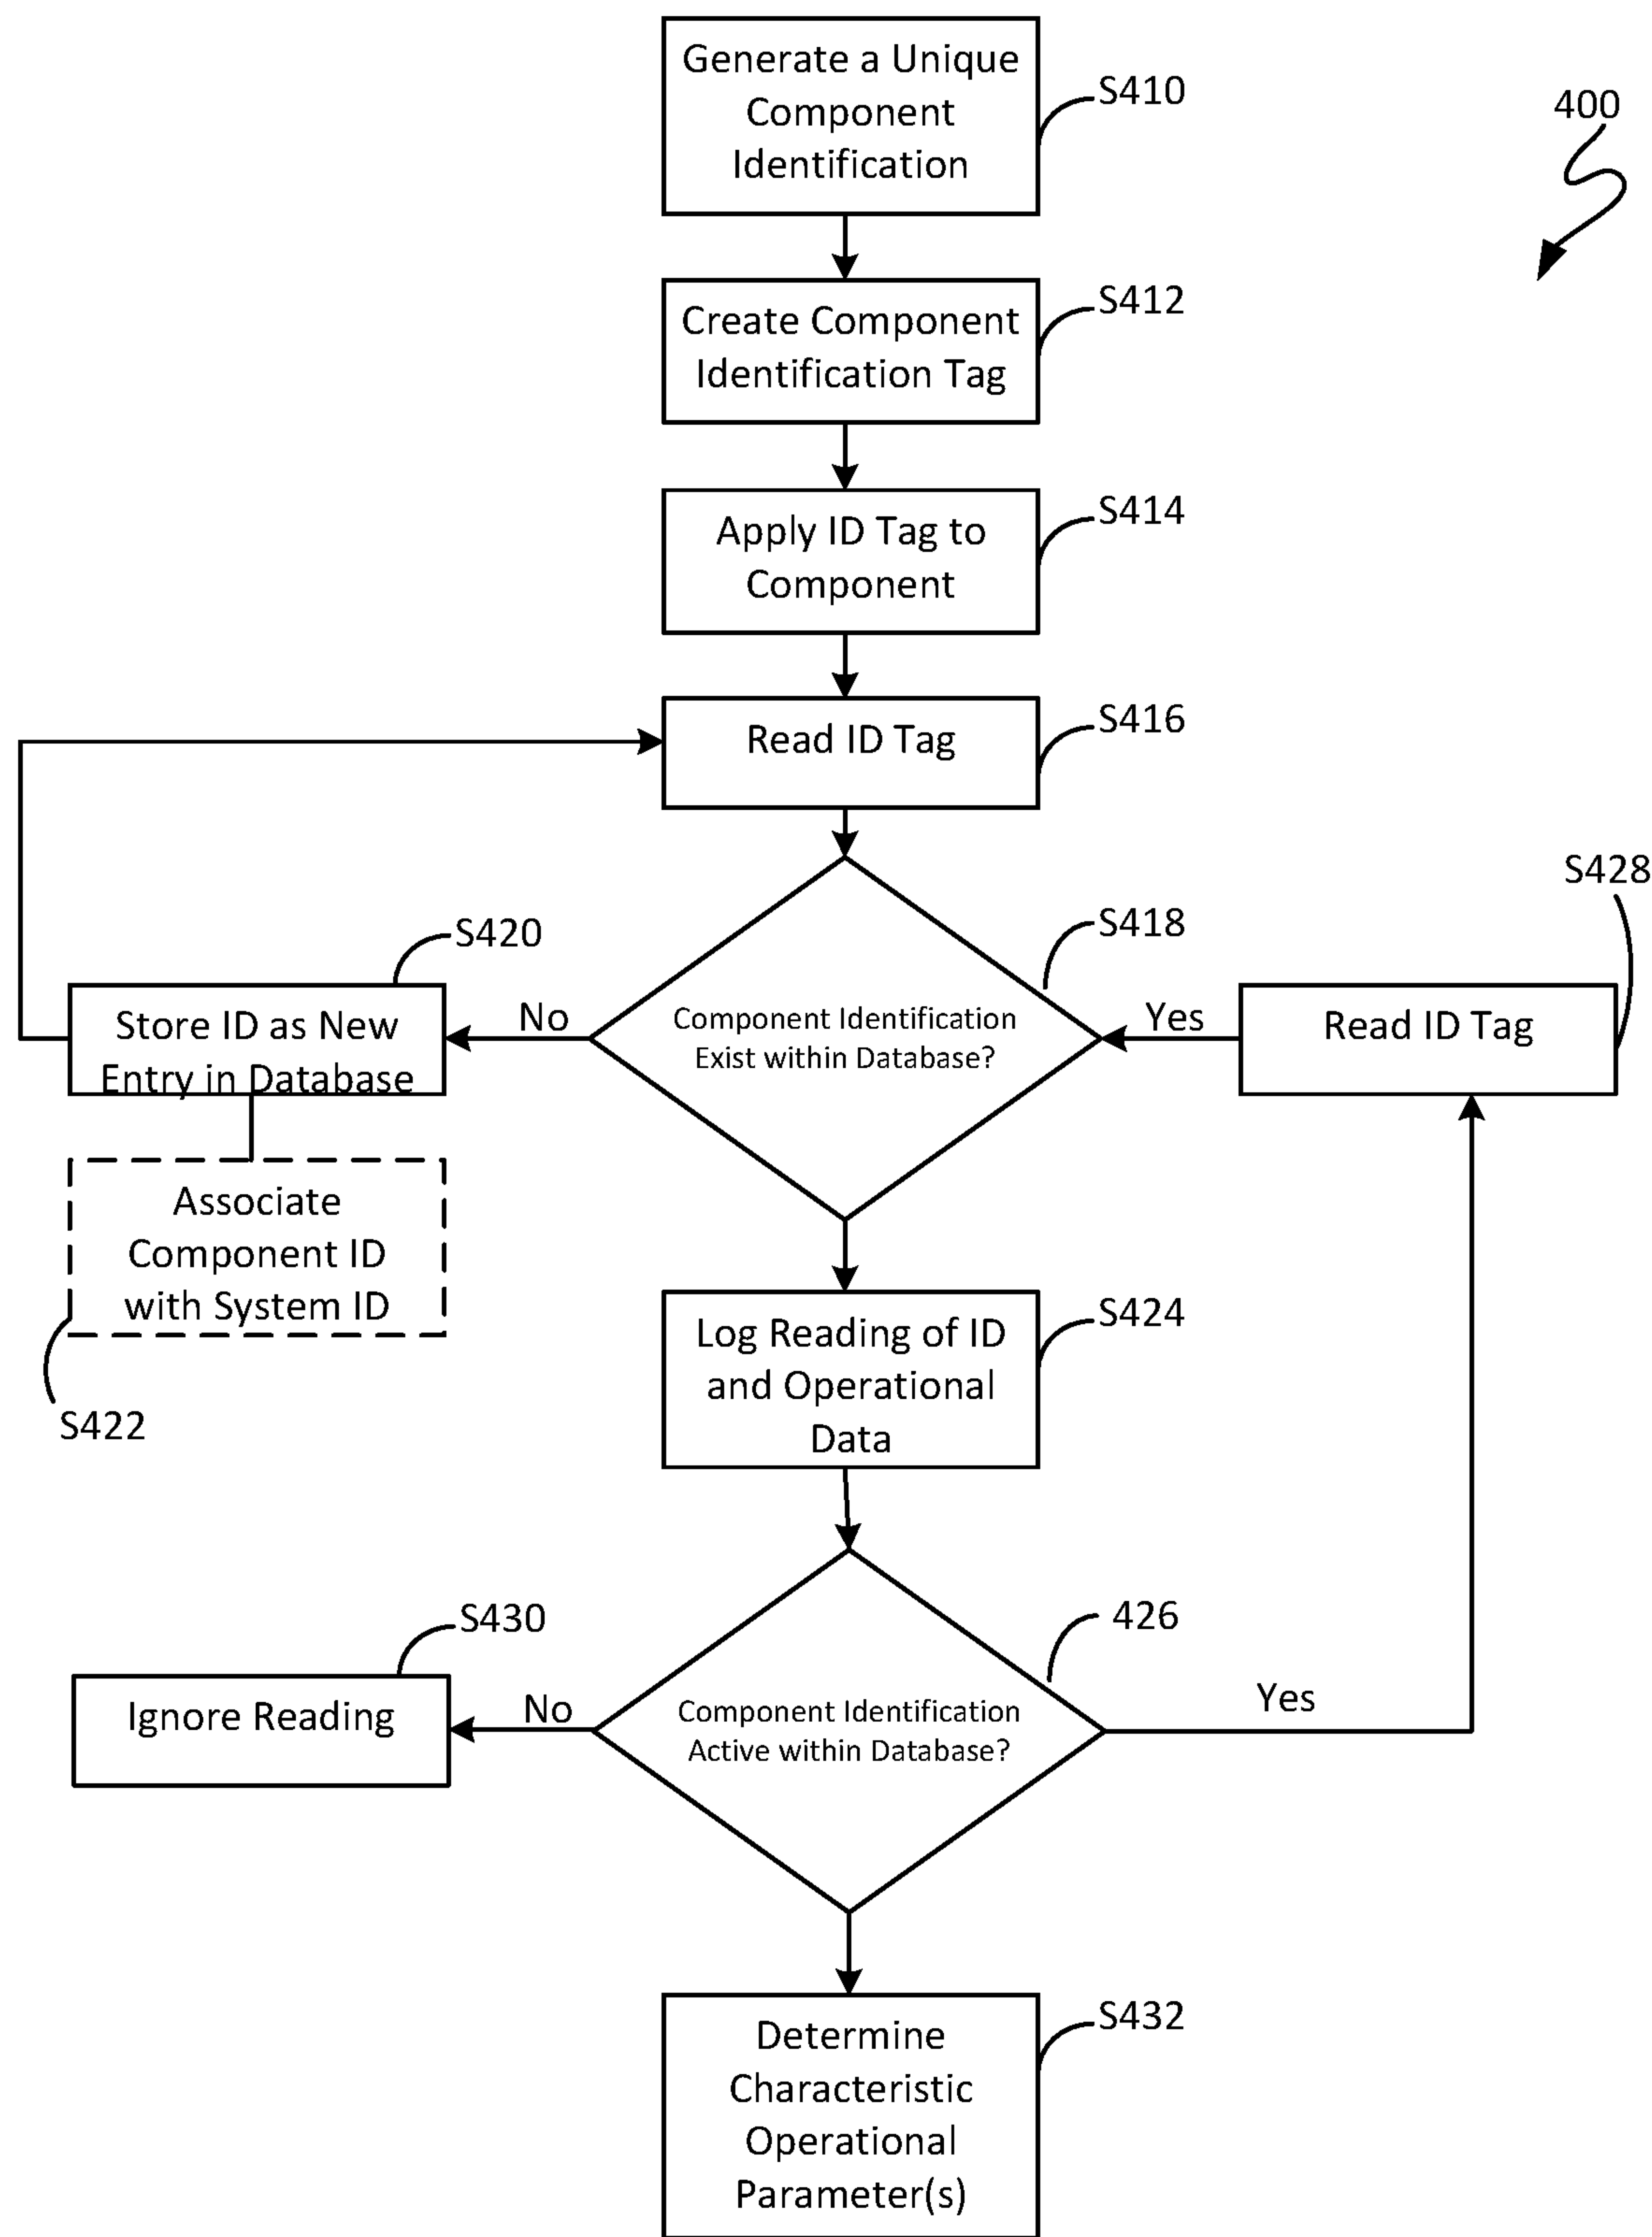 Generate a Unique
Component
Identification
S410
400
Create Component
Identification Tag
S412
Apply ID Tag to
Component
S414
Read ID Tag
S416
S428
S418
S420
Store ID as New
Entry in Database
No
Component Identification
Exist within Database?
Yes
Read ID Tag
Associate
Component ID
with System ID
S422
Log Reading of ID
and Operational
Data
S424
426
S430
Ignore Reading
No
Component Identification
Active within Database?
Yes
Determine
Characteristic
Operational
Parameter(s)
S432